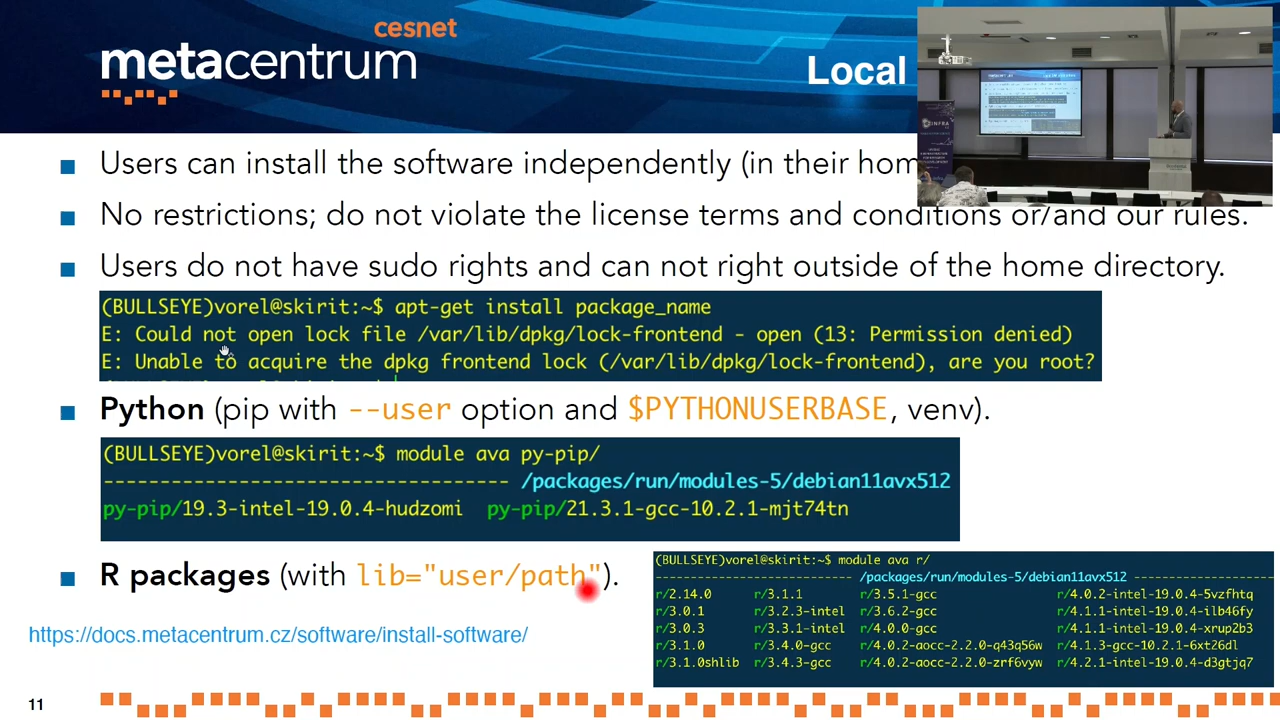 cesnet
metacentrum
Local
Users can install the software independently (in their hom
No restrictions; do not violate the license terms and conditions or/and our rules.
Users do not have sudo rights and can not right outside of the home directory.
(BULLSEYE)vorel@skirit:~$ apt-get install package_name
E: Could not open lock file /var/lib/dpkg/lock-frontend - open (13: Permission denied)
E: Unable to acquire the dpkg frontend lock (/var/lib/dpkg/lock-frontend), are you root?
Python (pip with --user option and $PYTHONUSERBASE, venv).
(BULLSEYE)vorel@skirit:~$ module ava py-pip/
------------------------------------ /packages/run/modules-5/debian11avx512
py-pip/19.3-intel-19.0.4-hudzomi py-pip/21.3.1-gcc-10.2.1-mjt74tn
R packages (with lib="user/path").
(BULLSEYE)vorel@skirit:~$ module ava r/
---------------------------- /packages/run/modules-5/debian11avx512 --------------------
r/2.14.0 r/3.1.1 r/3.5.1-gcc r/4.0.2-intel-19.0.4-5vzfhtq
r/3.0.1 r/3.2.3-intel r/3.6.2-gcc r/4.1.1-intel-19.0.4-ilb46fy
r/3.0.3 r/3.3.1-intel r/4.0.0-gcc r/4.1.1-intel-19.0.4-xrup2b3
r/3.1.0 r/3.4.0-gcc r/4.0.2-aocc-2.2.0-q43q56w r/4.1.3-gcc-10.2.1-6xt26dl
r/3.1.0shlib r/3.4.3-gcc r/4.0.2-aocc-2.2.0-zrf6vyw r/4.2.1-intel-19.0.4-d3gtjq7
https://docs.metacentrum.cz/software/install-software/
11